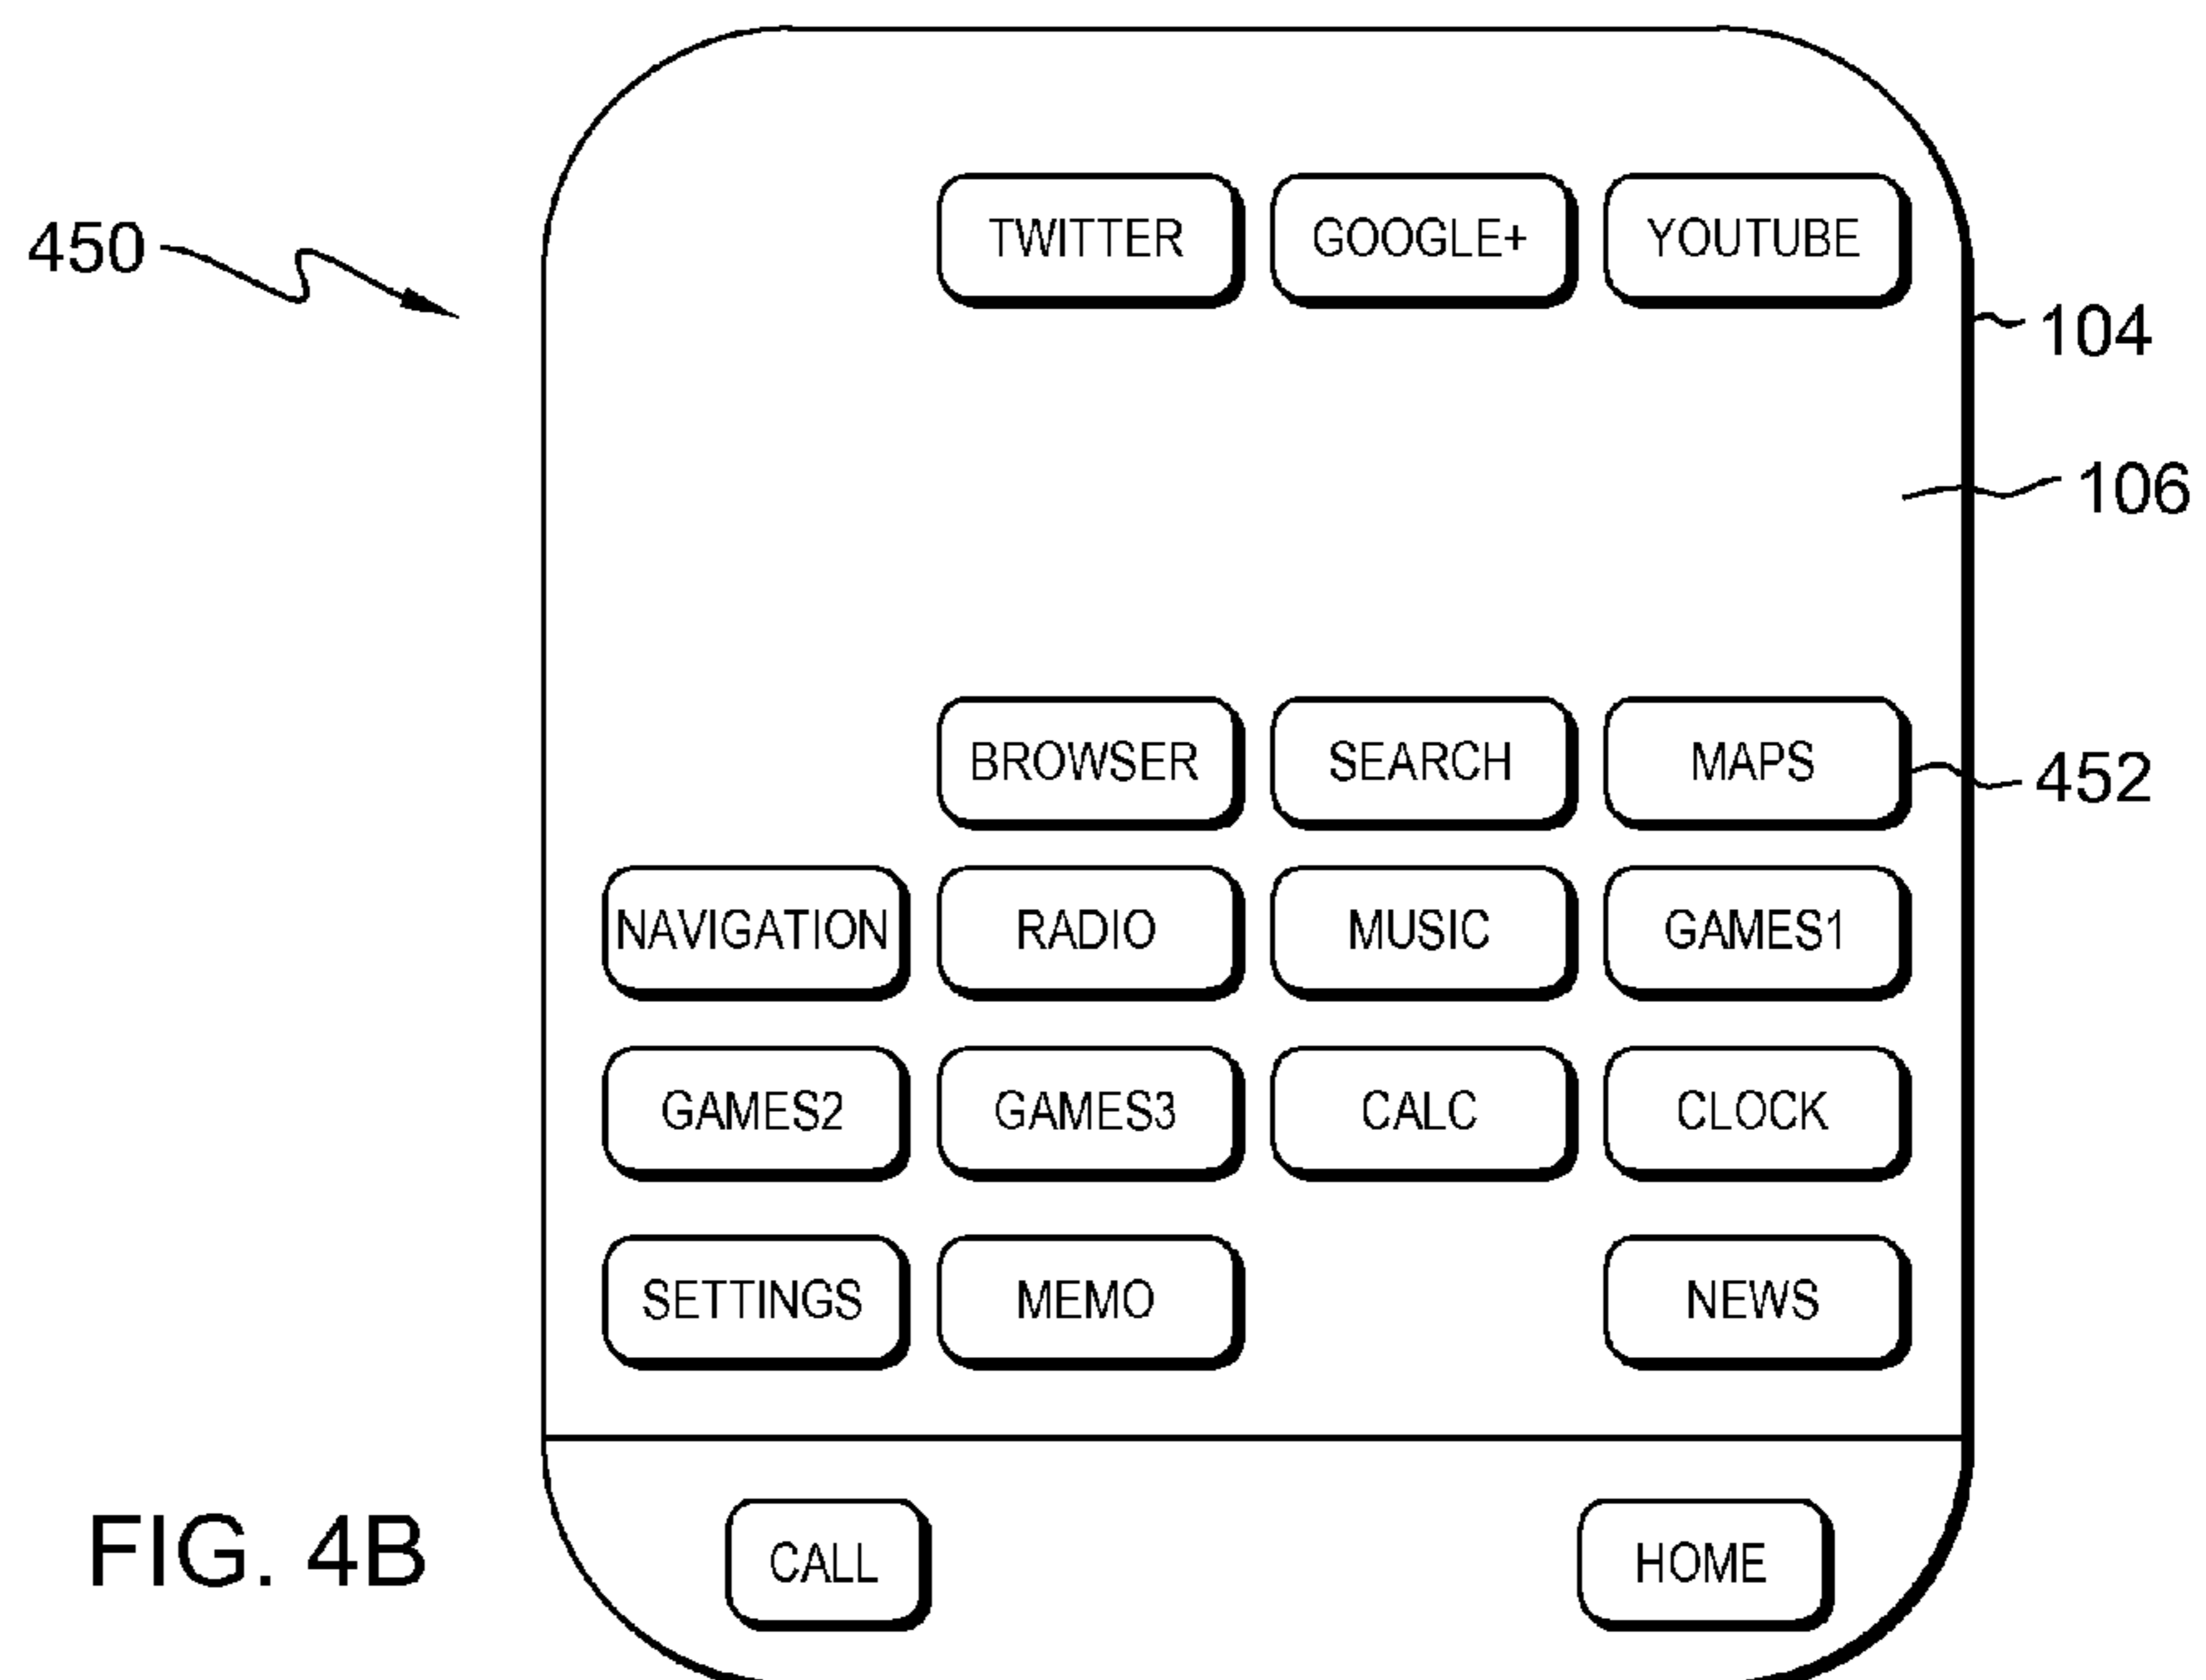 TWITTER GOOGLE+ YOUTUBE
450
104
106
BROWSER SEARCH MAPS
452
NAVIGATION RADIO MUSIC GAMES1
GAMES2 GAMES3 CALC CLOCK
SETTINGS MEMO NEWS
FIG. 4B
CALL HOME